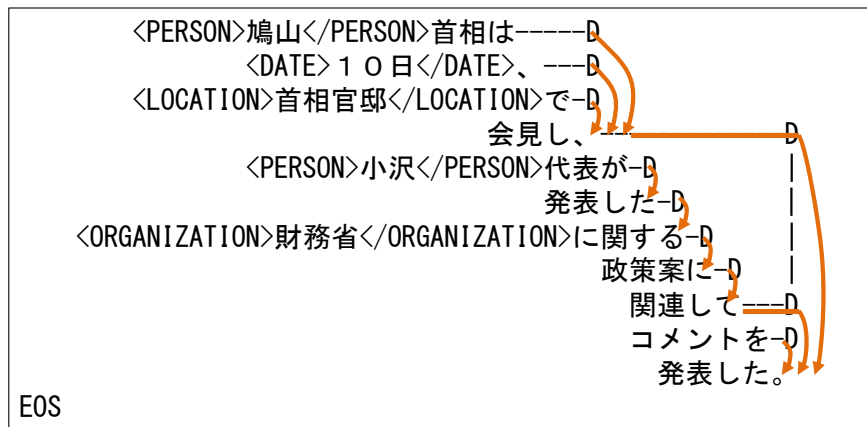 <PERSON>鳩山</PERSON>首相は-----D
<DATE>１０日</DATE>、---D
<LOCATION>首相官邸</LOCATION>で-D
会見し、-----------D
<PERSON>小沢</PERSON>代表が-D |
発表した-D |
<ORGANIZATION>財務省</ORGANIZATION>に関する-D |
政策案に-D |
関連して---D
コメントを-D
発表した。
EOS